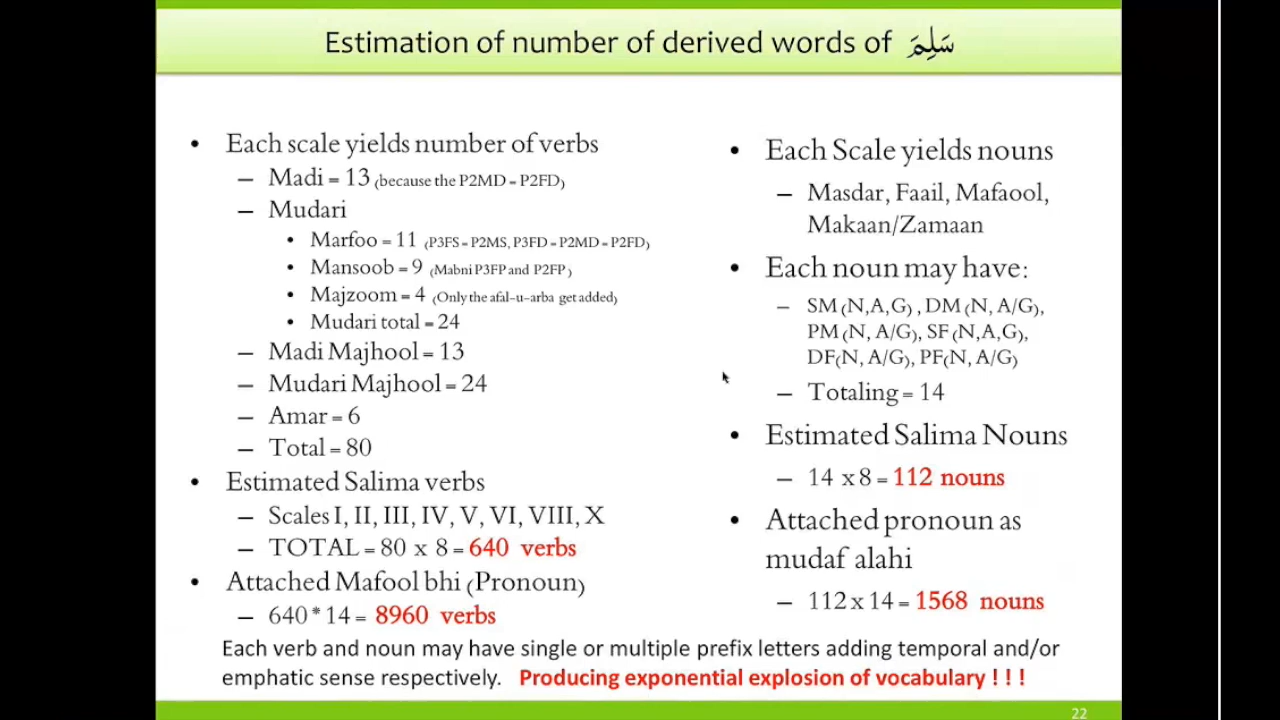 Estimation of number of derived words of سَلِمَ
• Each scale yields number of verbs
– Madi = 13 (because the P2MD = P2FD)
– Mudari
• Marfoo = 11 (P3FS = P2MS, P3FD = P2MD = P2FD)
• Mansoob = 9 (Mabni P3FP and P2FP)
• Majzoom = 4 (Only the afal-u-arba get added)
• Mudari total = 24
– Madi Majhool = 13
– Mudari Majhool = 24
– Amar = 6
– Total = 80
• Estimated Salima verbs
– Scales I, II, III, IV, V, VI, VIII, X
– TOTAL = 80 x 8 = 640 verbs
• Attached Mafool bhi (Pronoun)
– 640 * 14 = 8960 verbs
• Each Scale yields nouns
– Masdar, Faail, Mafaool,
Makaan/Zamaan
• Each noun may have:
– SM (N,A,G) , DM (N, A/G),
PM (N, A/G), SF (N,A,G),
DF(N, A/G), PF(N, A/G)
– Totaling = 14
• Estimated Salima Nouns
– 14 x 8 = 112 nouns
• Attached pronoun as
mudaf alahi
– 112 x 14 = 1568 nouns
Each verb and noun may have single or multiple prefix letters adding temporal and/or
emphatic sense respectively. Producing exponential explosion of vocabulary ! ! !
22